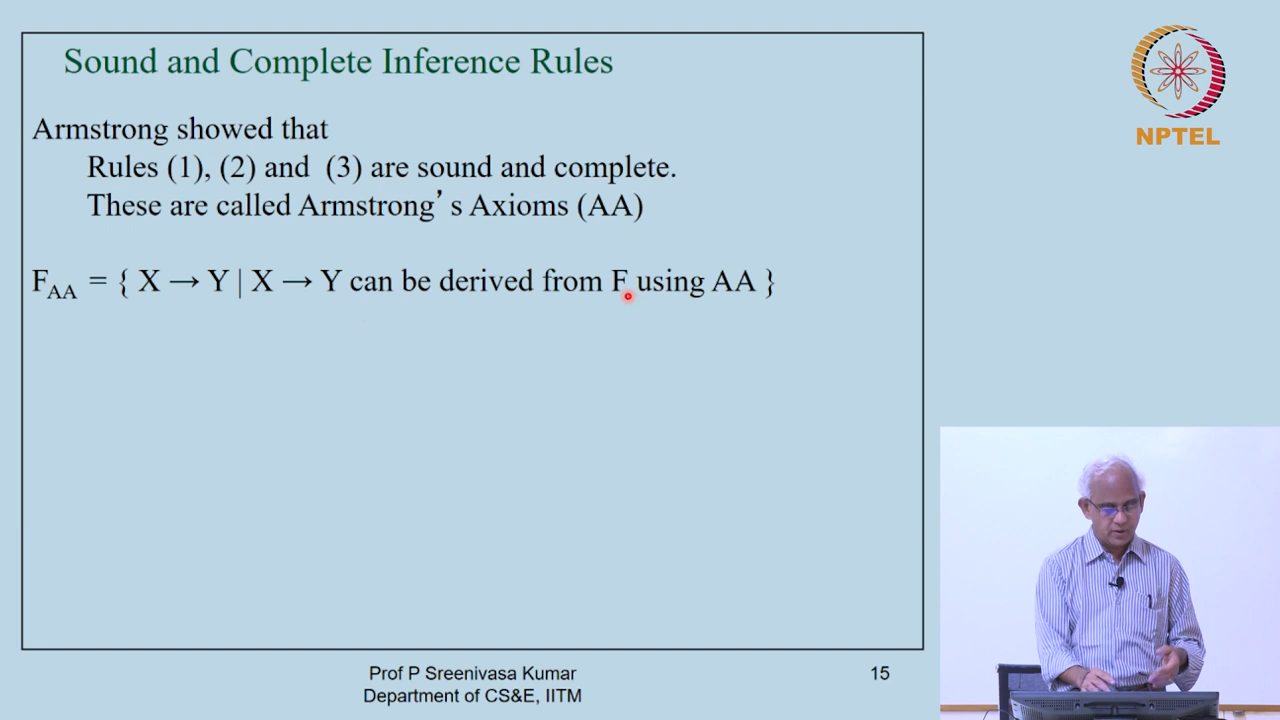 Sound and Complete Inference Rules
Armstrong showed that
Rules (1), (2) and (3) are sound and complete.
These are called Armstrong’s Axioms (AA)
F_AA = { X → Y | X → Y can be derived from F using AA }
NPTEL
Prof P Sreenivasa Kumar
Department of CS&E, IITM
15